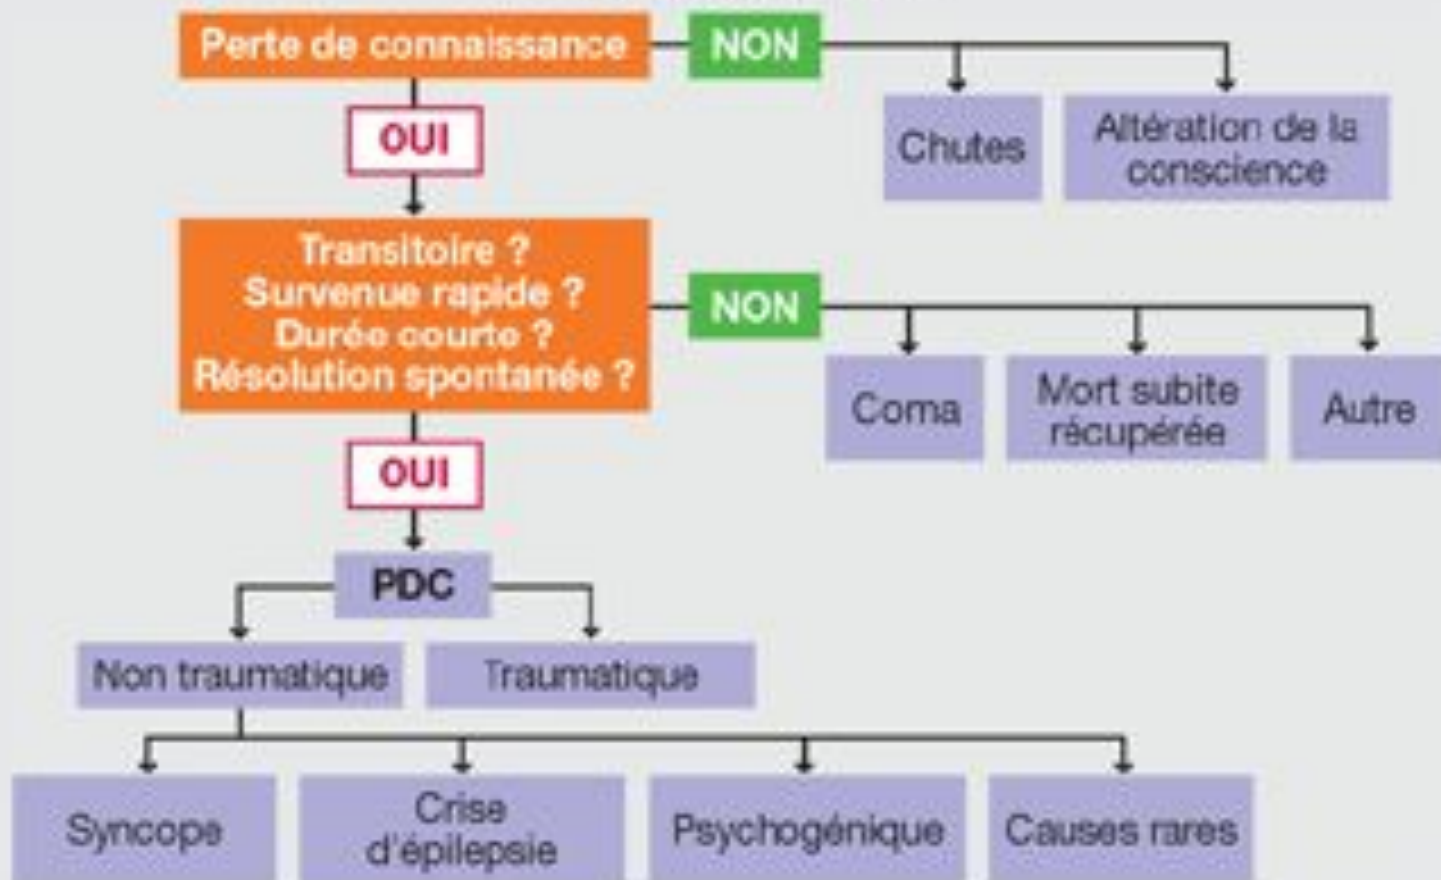 Perte de connaissance
NON
OUI
Chutes
Altération de la
conscience
Transitoire ?
Survenue rapide ?
Durée courte ?
Résolution spontanée ?
NON
OUI
Coma
Mort subite
récupérée
Autre
PDC
Non traumatique
Traumatique
Syncope
Crise
d'épilepsie
Psychogénique
Causes rares